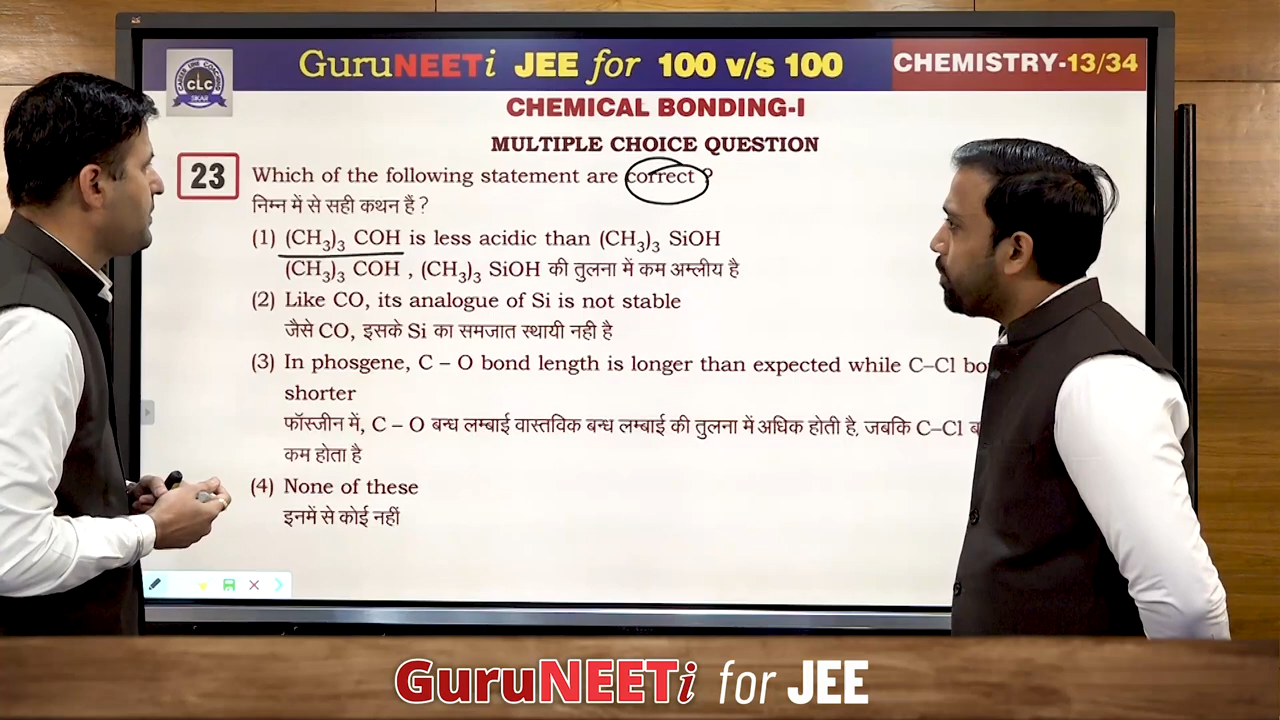 GuruNEETi JEE for 100 v/s 100
CHEMISTRY-13/34
CLC
SIKAR
CHEMICAL BONDING-I
MULTIPLE CHOICE QUESTION
23 Which of the following statement are correct ?
निम्न में से सही कथन हैं ?
(1) (CH₃)₃ COH is less acidic than (CH₃)₃ SiOH
(CH₃)₃ COH , (CH₃)₃ SiOH की तुलना में कम अम्लीय है
(2) Like CO, its analogue of Si is not stable
जैसे CO, इसके Si का समजात स्थायी नही है
(3) In phosgene, C – O bond length is longer than expected while C–Cl
shorter
फॉस्जीन में, C – O बन्ध लम्बाई वास्तविक बन्ध लम्बाई की तुलना में अधिक होती है, जबकि C–Cl
कम होता है
(4) None of these
इनमें से कोई नहीं
GuruNEETi for JEE